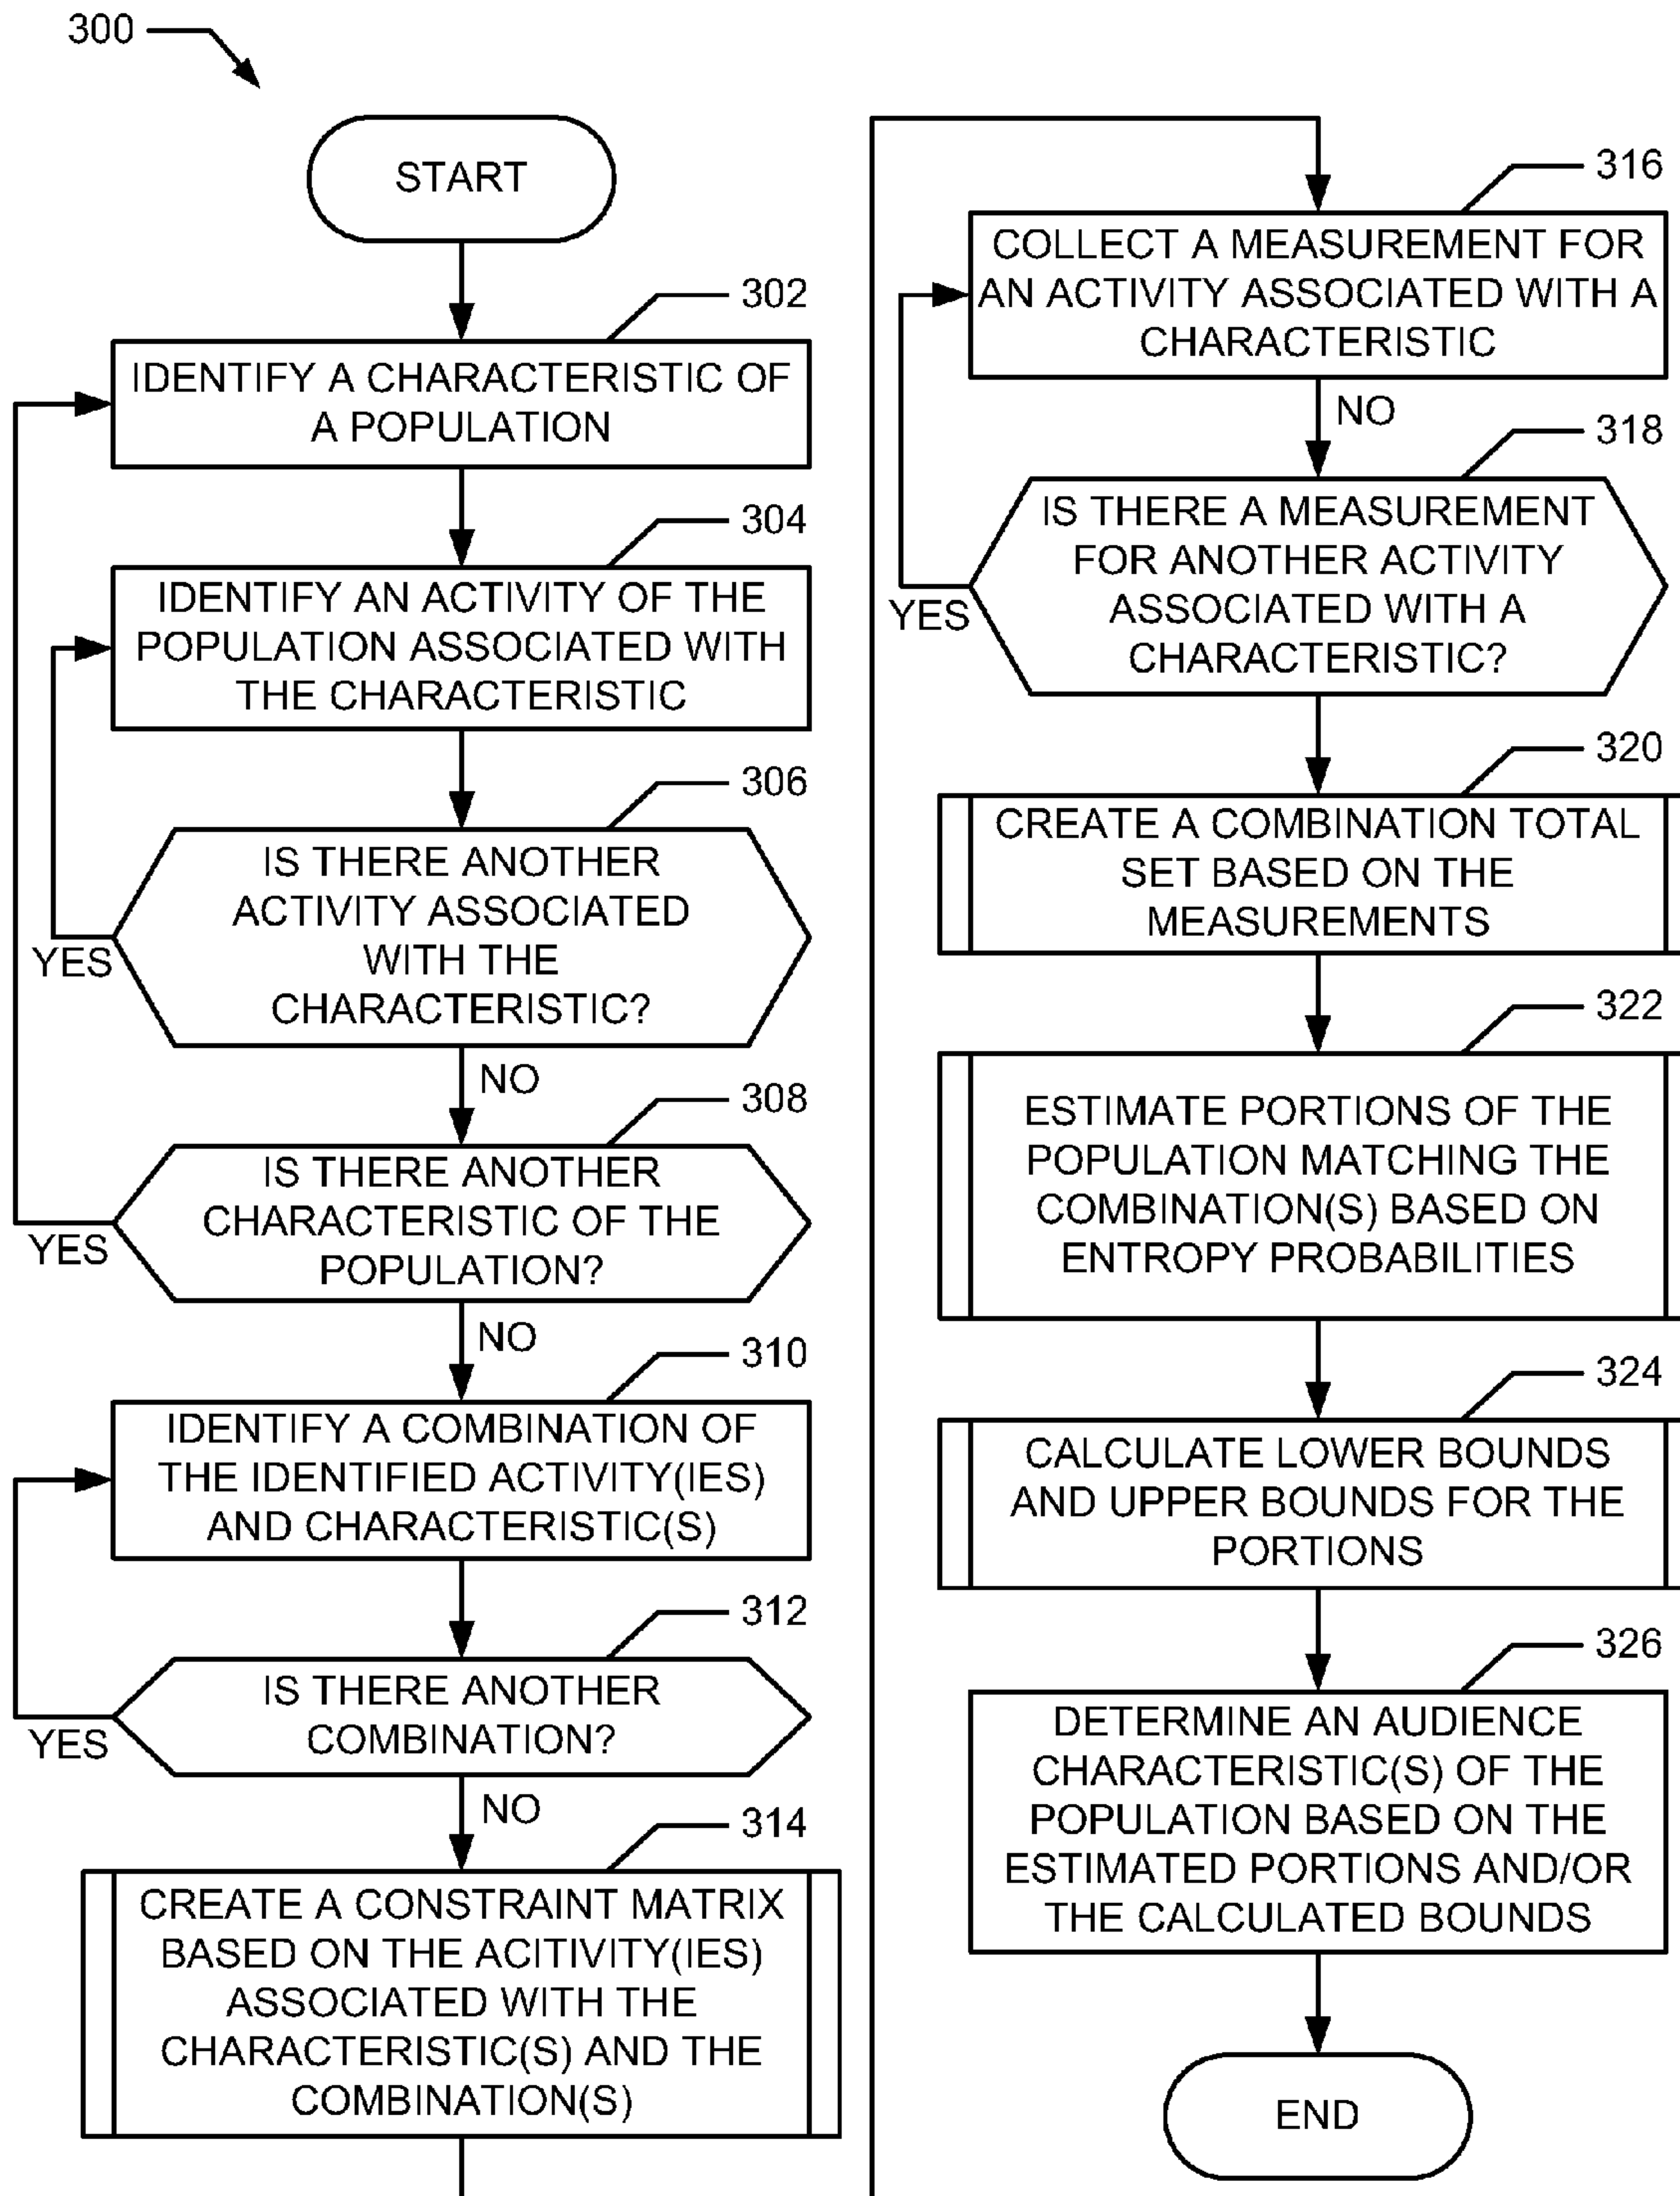 300
START
302
IDENTIFY A CHARACTERISTIC OF
A POPULATION
304
IDENTIFY AN ACTIVITY OF THE
POPULATION ASSOCIATED WITH
THE CHARACTERISTIC
306
IS THERE ANOTHER
ACTIVITY ASSOCIATED
WITH THE
CHARACTERISTIC?
YES
NO
308
IS THERE ANOTHER
CHARACTERISTIC OF THE
POPULATION?
YES
NO
310
IDENTIFY A COMBINATION OF
THE IDENTIFIED ACTIVITY(IES)
AND CHARACTERISTIC(S)
312
IS THERE ANOTHER
COMBINATION?
YES
NO
314
CREATE A CONSTRAINT MATRIX
BASED ON THE ACITIVITY(IES)
ASSOCIATED WITH THE
CHARACTERISTIC(S) AND THE
COMBINATION(S)
316
COLLECT A MEASUREMENT FOR
AN ACTIVITY ASSOCIATED WITH A
CHARACTERISTIC
NO
318
IS THERE A MEASUREMENT
FOR ANOTHER ACTIVITY
ASSOCIATED WITH A
CHARACTERISTIC?
YES
320
CREATE A COMBINATION TOTAL
SET BASED ON THE
MEASUREMENTS
322
ESTIMATE PORTIONS OF THE
POPULATION MATCHING THE
COMBINATION(S) BASED ON
ENTROPY PROBABILITIES
324
CALCULATE LOWER BOUNDS
AND UPPER BOUNDS FOR THE
PORTIONS
326
DETERMINE AN AUDIENCE
CHARACTERISTIC(S) OF THE
POPULATION BASED ON THE
ESTIMATED PORTIONS AND/OR
THE CALCULATED BOUNDS
END